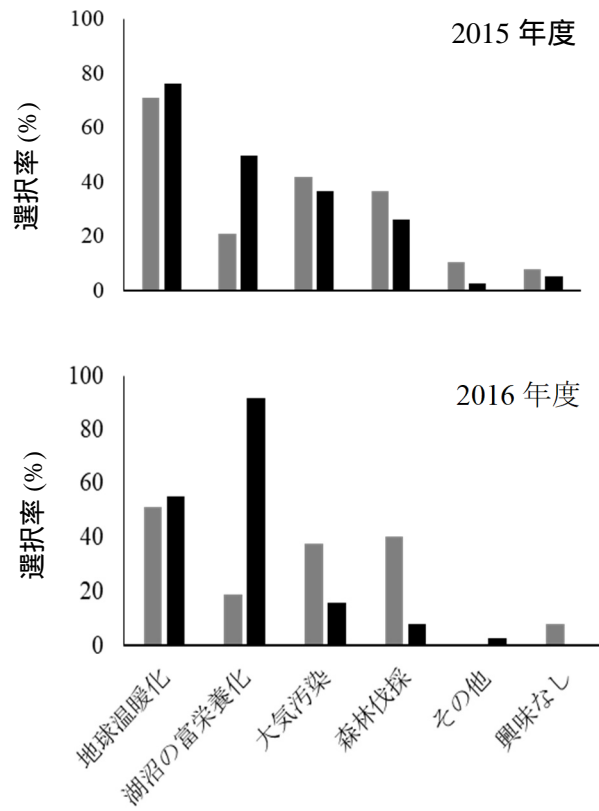 100
2015 年度
80
60
40
20
0
選択率 (%)
100
2016 年度
80
60
40
20
0
選択率 (%)
地球温暖化
湖沼の富栄養化
大気汚染
森林伐採
その他
興味なし